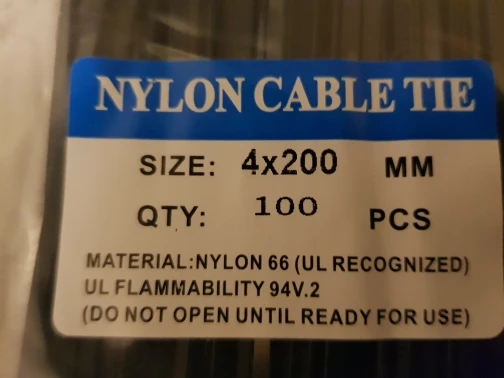 NYLON CABLE TIE
SIZE: 4x200 MM
QTY: 100 PCS
MATERIAL:NYLON 66 (UL RECOGNIZED)
UL FLAMMABILITY 94V.2
(DO NOT OPEN UNTIL READY FOR USE)